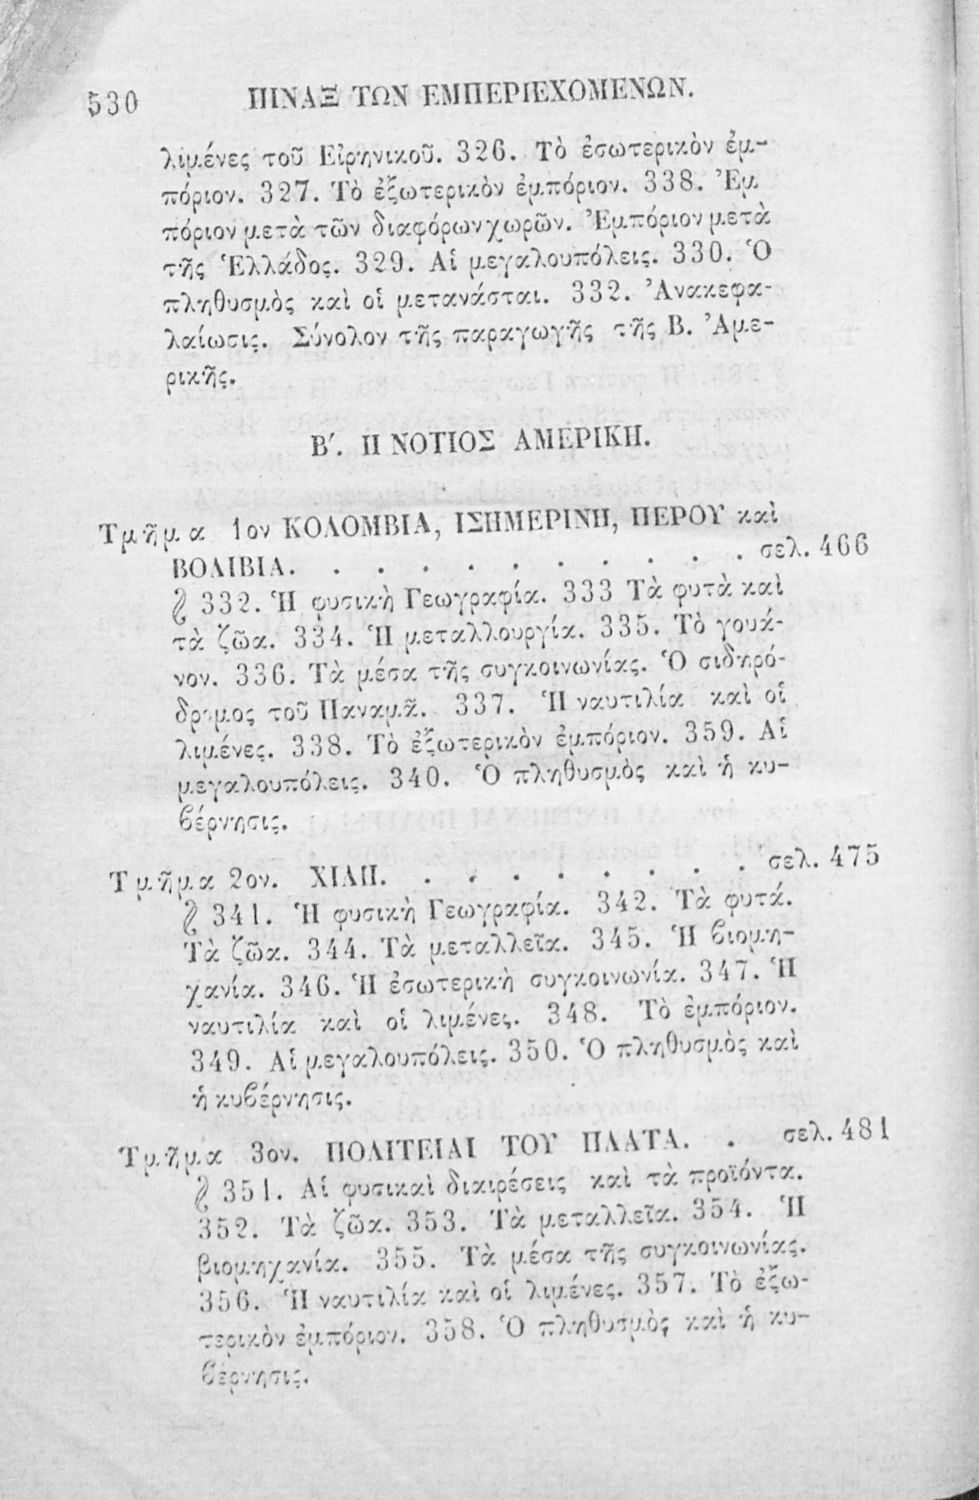 530 ΠΙΝΑΞ ΤΩΝ ΕΜΠΕΡΙΕΧΟΜΕΝΩΝ.
λιμένες τοῦ Εἰρηνικοῦ. 326. Τὸ ἐσωτερικὸν ἐμ-
πόριον. 327. Τὸ ἐξωτερικὸν ἐμπόριον. 338. Ἐμ
πόριον μετὰ τῶν διαφόρων χωρῶν. Ἐμπόριον μετὰ
τῆς Ἑλλάδος. 329. Αἱ μεγαλουπόλεις. 330. Ὁ
πληθυσμὸς καὶ οἱ μετανάσται. 332. Ἀνακεφα-
λαίωσις. Σύνολον τῆς παραγωγῆς τῆς Β. Ἀμε-
ρικῆς.
Β΄. Η ΝΟΤΙΟΣ ΑΜΕΡΙΚΗ.
Τμῆμα 1ον ΚΟΛΟΜΒΙΑ, ΙΣΗΜΕΡΙΝΗ, ΠΕΡΟΥ καὶ
ΒΟΛΙΒΙΑ. . . . . . . . . . . σελ. 466
§ 332. Ἡ φυσικὴ Γεωγραφία. 333 Τὰ φυτὰ καὶ
τὰ ζῶα. 334. Ἡ μεταλλουργία. 335. Τὸ γουά-
νον. 336. Τὰ μέσα τῆς συγκοινωνίας. Ὁ σιδηρό-
δρομος τοῦ Παναμᾶ. 337. Ἡ ναυτιλία καὶ οἱ
λιμένες. 338. Τὸ ἐξωτερικὸν ἐμπόριον. 359. Αἱ
μεγαλουπόλεις. 340. Ὁ πληθυσμὸς καὶ ἡ κυ-
βέρνησις.
Τμῆμα 2ον. ΧΙΛΗ. . . . . . . . . σελ. 475
§ 341. Ἡ φυσικὴ Γεωγραφία. 342. Τὰ φυτά.
Τὰ ζῶα. 344. Τὰ μεταλλεῖα. 345. Ἡ βιομη-
χανία. 346. Ἡ ἐσωτερικὴ συγκοινωνία. 347. Ἡ
ναυτιλία καὶ οἱ λιμένες. 348. Τὸ ἐμπόριον.
349. Αἱ μεγαλουπόλεις. 350. Ὁ πληθυσμὸς καὶ
ἡ κυβέρνησις.
Τμῆμα 3ον. ΠΟΛΙΤΕΙΑΙ ΤΟΥ ΠΛΑΤΑ. . σελ. 481
§ 351. Αἱ φυσικαὶ διαιρέσεις καὶ τὰ προϊόντα.
352. Τὰ ζῶα. 353. Τὰ μεταλλεῖα. 354. Ἡ
βιομηχανία. 355. Τὰ μέσα τῆς συγκοινωνίας.
356. Ἡ ναυτιλία καὶ οἱ λιμένες. 357. Τὸ ἐξω-
τερικὸν ἐμπόριον. 358. Ὁ πληθυσμὸς καὶ ἡ κυ-
βέρνησις.